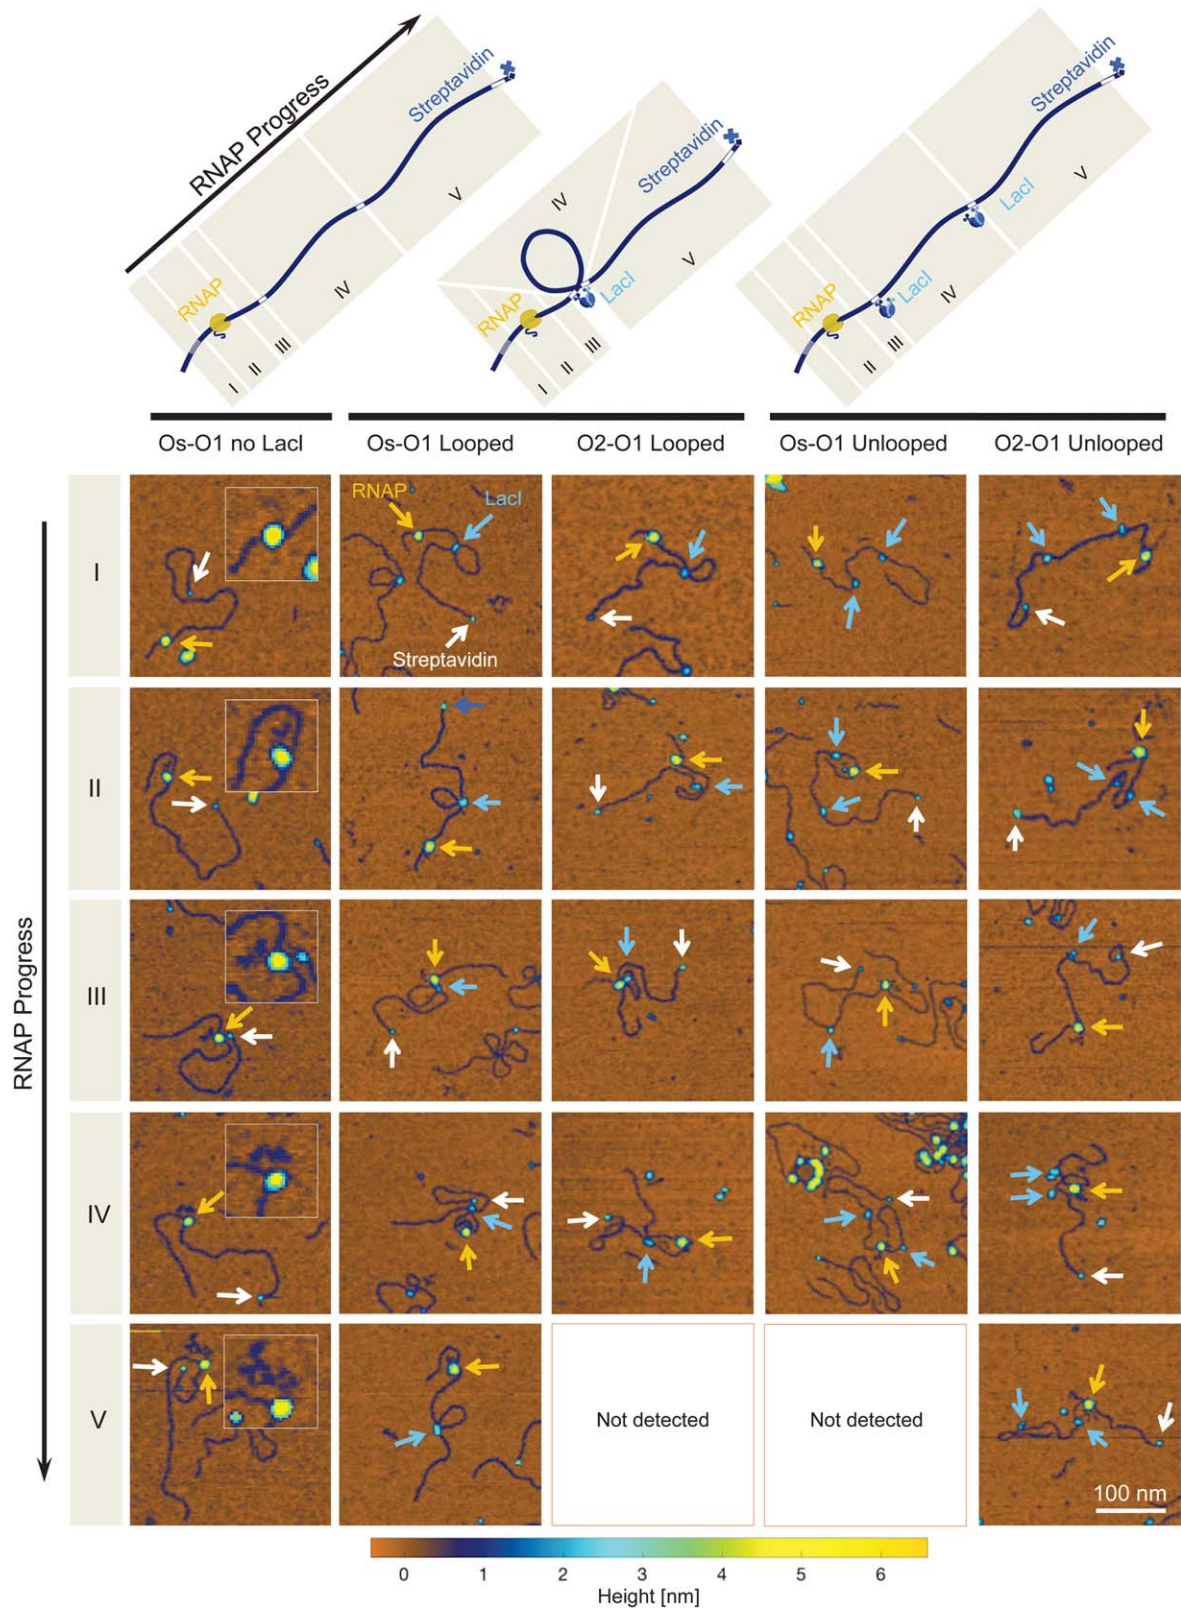 RNAP Progress
Streptavidin
RNAP
I
II
III
IV
V
Streptavidin
IV
V
RNAP
LacI
I
II
III
Streptavidin
LacI
V
RNAP
LacI
IV
III
II
Os-O1 no LacI
Os-O1 Looped
O2-O1 Looped
Os-O1 Unlooped
O2-O1 Unlooped
RNAP Progress
I
RNAP
LacI
Streptavidin
II
III
IV
V
Not detected
Not detected
100 nm
0 1 2 3 4 5 6
Height [nm]